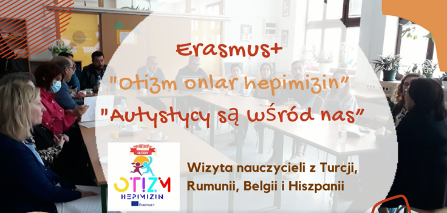 Erasmus+
"Otizm onlar hepimizin"
"Autystycy są wśród nas"
OTIZM
HEPIMIZIN
Wizyta nauczycieli z Turcji,
Rumunii, Belgii i Hiszpanii